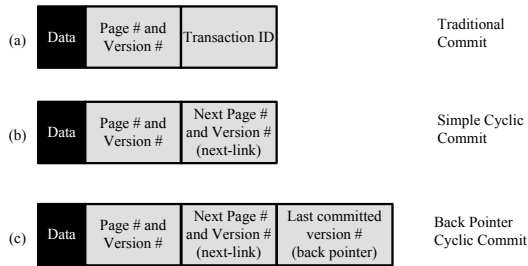 (a) Data Page # and Version # Transaction ID Traditional Commit
(b) Data Page # and Version # Next Page # and Version # (next-link) Simple Cyclic Commit
(c) Data Page # and Version # Next Page # and Version # (next-link) Last committed version # (back pointer) Back Pointer Cyclic Commit